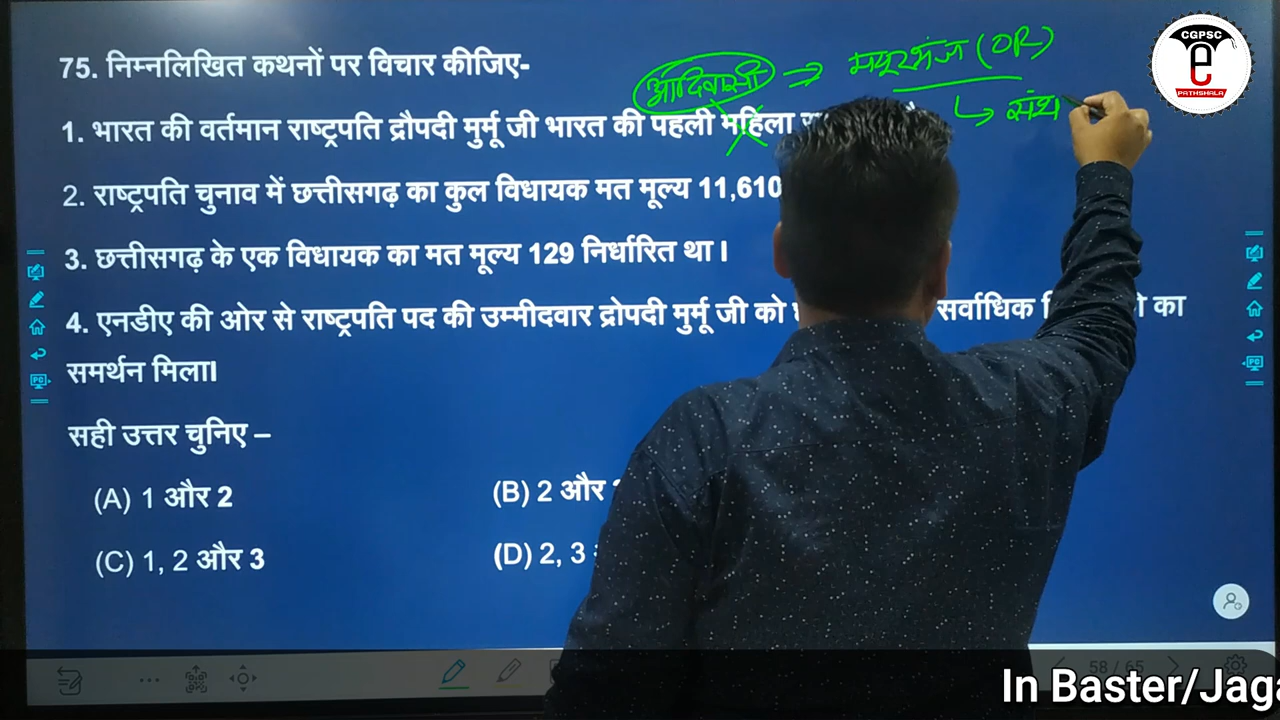 CGPSC
e
PATHSHALA
75. निम्नलिखित कथनों पर विचार कीजिए-
आदिवासी ⇒ मयूरभंज (OR)
↳ संथ
1. भारत की वर्तमान राष्ट्रपति द्रौपदी मुर्मू जी भारत की पहली महिला
2. राष्ट्रपति चुनाव में छत्तीसगढ़ का कुल विधायक मत मूल्य 11,610
3. छत्तीसगढ़ के एक विधायक का मत मूल्य 129 निर्धारित था।
4. एनडीए की ओर से राष्ट्रपति पद की उम्मीदवार द्रोपदी मुर्मू जी को सर्वाधिक का
समर्थन मिला।
सही उत्तर चुनिए –
(A) 1 और 2 (B) 2 और
(C) 1, 2 और 3 (D) 2, 3
PC PC
58 / 65
In Baster/Jaga